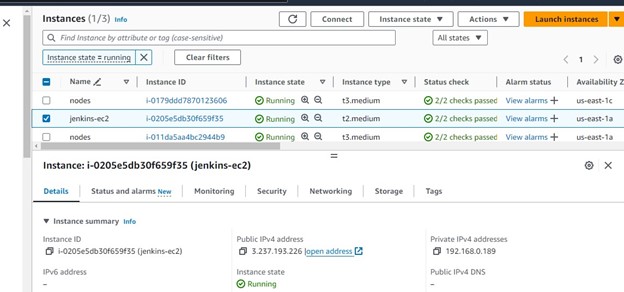 Instances (1/3) Info
Connect Instance state Actions Launch instances
Find Instance by attribute or tag (case-sensitive) All states
Instance state = running Clear filters
1
Name Instance ID Instance state Instance type Status check Alarm status Availability Z
nodes i-0179ddd7870123606 Running t3.medium 2/2 checks passed View alarms + us-east-1c
jenkins-ec2 i-0205e5db30f659f35 Running t2.medium 2/2 checks passed View alarms + us-east-1a
nodes i-011da5aa4bc2944b9 Running t3.medium 2/2 checks passed View alarms + us-east-1a
Instance: i-0205e5db30f659f35 (jenkins-ec2)
Details Status and alarms New Monitoring Security Networking Storage Tags
Instance summary Info
Instance ID Public IPv4 address Private IPv4 addresses
i-0205e5db30f659f35 (jenkins-ec2) 3.237.193.226 |open address 192.168.0.189
IPv6 address Instance state Public IPv4 DNS
– Running –